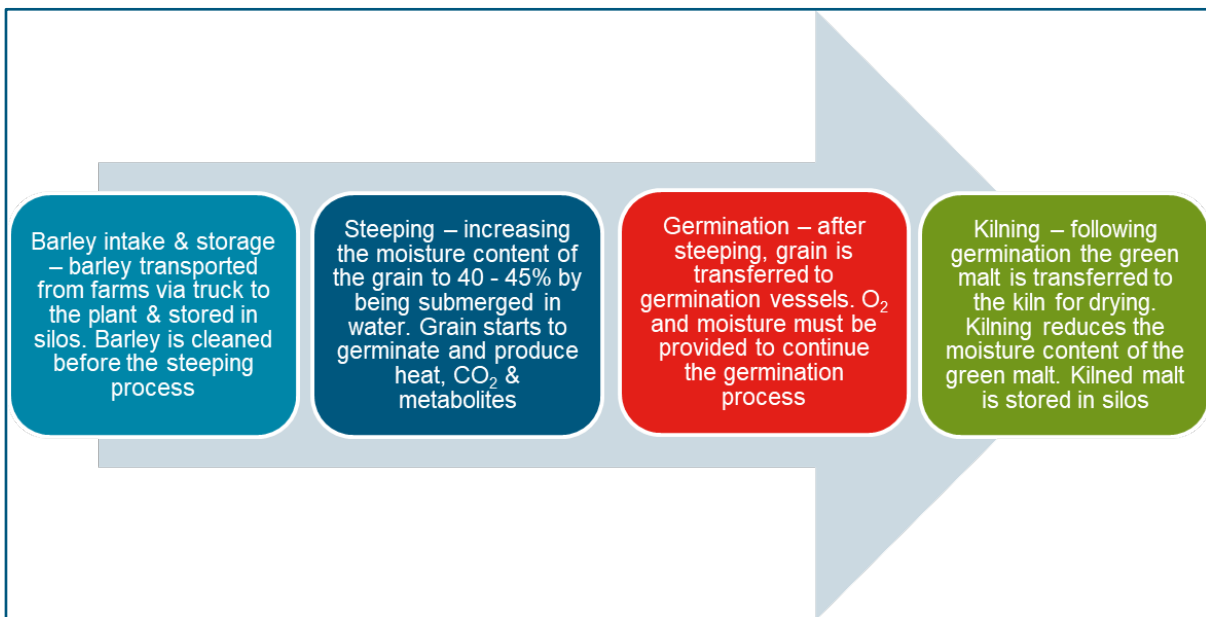 Barley intake & storage
– barley transported
from farms via truck to
the plant & stored in
silos. Barley is cleaned
before the steeping
process
Steeping – increasing
the moisture content of
the grain to 40 - 45% by
being submerged in
water. Grain starts to
germinate and produce
heat, CO₂ &
metabolites
Germination – after
steeping, grain is
transferred to
germination vessels. O₂
and moisture must be
provided to continue
the germination
process
Kilning – following
germination the green
malt is transferred to
the kiln for drying.
Kilning reduces the
moisture content of the
green malt. Kilned malt
is stored in silos